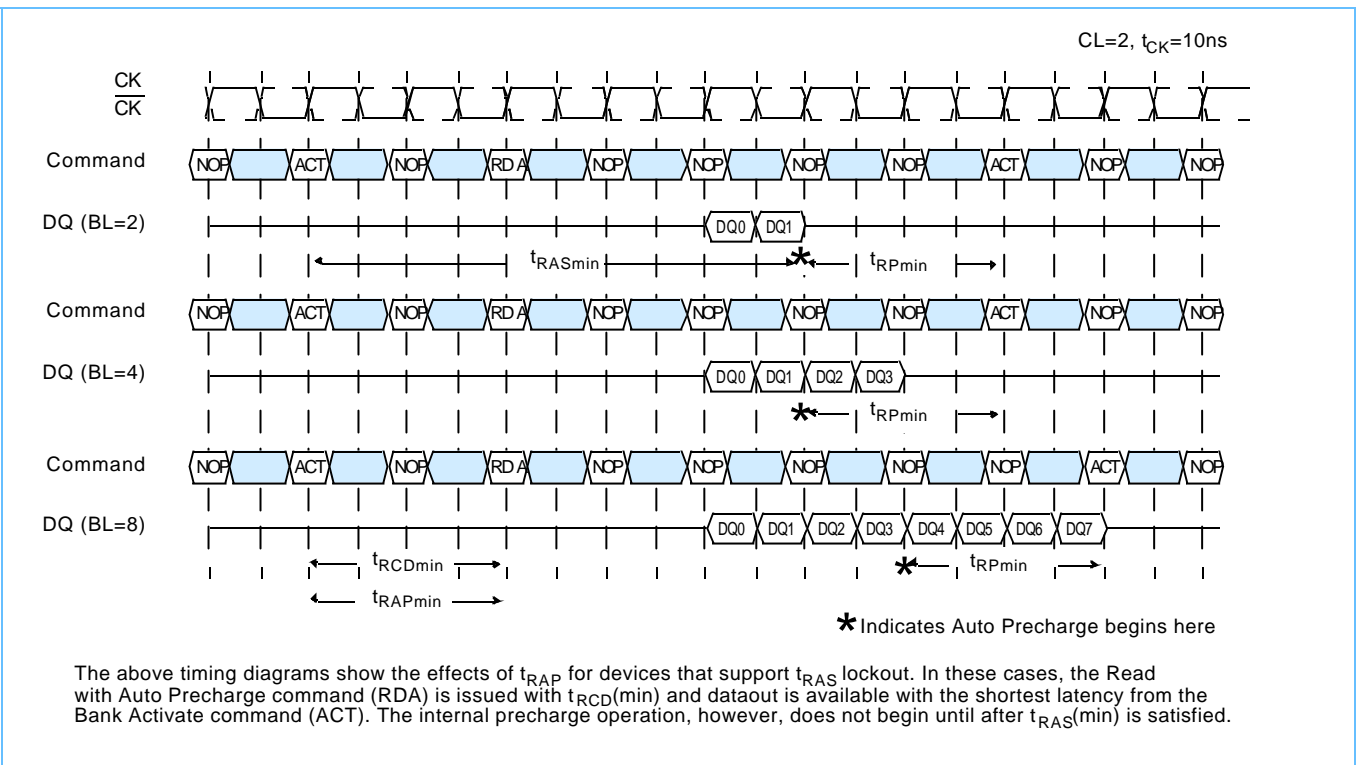 CL=2, tCK=10ns
CK
CK
Command NOP ACT NOP RDA NOP NOP NOP NOP ACT NOP NOP
DQ (BL=2) DQ0 DQ1
tRASmin * tRPmin
Command NOP ACT NOP RDA NOP NOP NOP NOP ACT NOP NOP
DQ (BL=4) DQ0 DQ1 DQ2 DQ3
* tRPmin
Command NOP ACT NOP RDA NOP NOP NOP NOP NOP ACT NOP
DQ (BL=8) DQ0 DQ1 DQ2 DQ3 DQ4 DQ5 DQ6 DQ7
tRCDmin * tRPmin
tRAPmin
* Indicates Auto Precharge begins here
The above timing diagrams show the effects of tRAP for devices that support tRAS lockout. In these cases, the Read
with Auto Precharge command (RDA) is issued with tRCD(min) and dataout is available with the shortest latency from the
Bank Activate command (ACT). The internal precharge operation, however, does not begin until after tRAS(min) is satisfied.